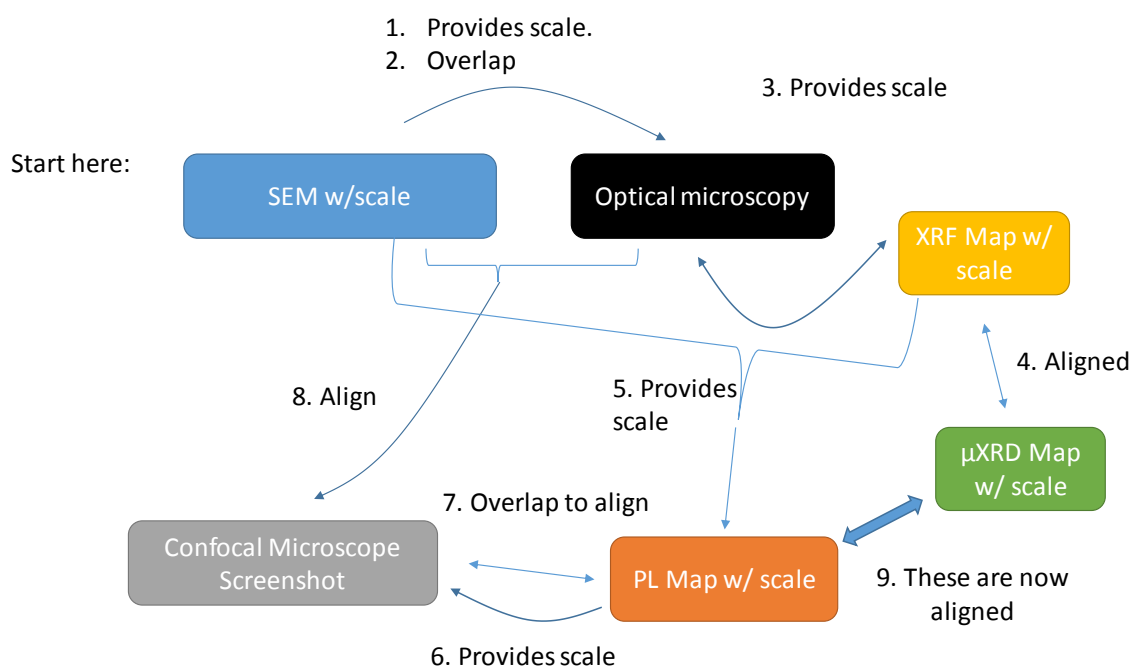 1. Provides scale.
2. Overlap
3. Provides scale
Start here:
SEM w/scale
Optical microscopy
XRF Map w/
scale
4. Aligned
5. Provides
scale
8. Align
µXRD Map
w/ scale
7. Overlap to align
Confocal Microscope
Screenshot
PL Map w/ scale
9. These are now
aligned
6. Provides scale